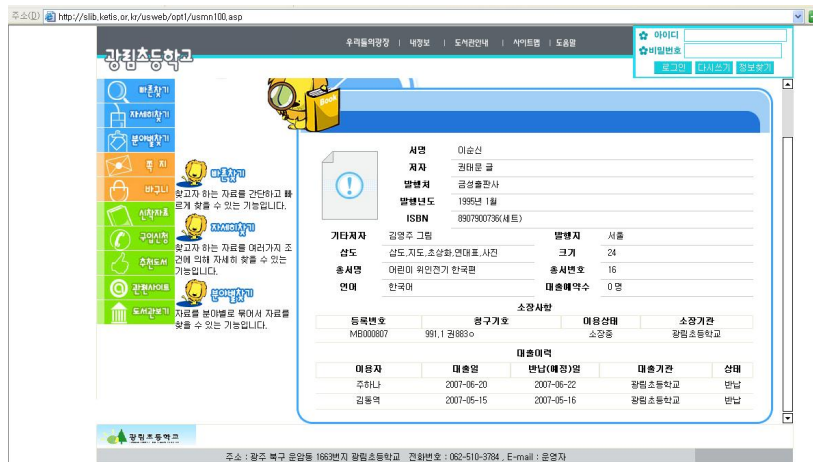 주소(D) http://slib.ketis.or.kr/usweb/opt1/usmn100.asp
광림초등학교
우리들의광장 | 내정보 | 도서관안내 | 사이트맵 | 도움말
아이디
비밀번호
로그인 다시쓰기 정보찾기
빠른찾기
자세히찾기
분야별찾기
쪽 지
바구니
신착자료
구입신청
추천도서
관련사이트
도서관보기
빠른찾기
찾고자 하는 자료를 간단하고 빠
르게 찾을 수 있는 기능입니다.
자세히찾기
찾고자 하는 자료를 여러가지 조
건에 의해 자세히 찾을 수 있는
기능입니다.
분야별찾기
자료를 분야별로 묶어서 자료를
찾을 수 있는 기능입니다.
Book
서명 이순신
저자 권태문 글
발행처 금성출판사
발행년도 1995년 1월
ISBN 8907900736(세트)
기타저자 김영주 그림 발행지 서울
삽도 삽도,지도,초상화,연대표,사진 크기 24
총서명 어린이 위인전기 한국편 총서번호 16
언어 한국어 대출예약수 0 명
소장사항
등록번호 청구기호 이용상태 소장기관
MB000807 991.1 권883ㅇ 소장중 광림초등학교
대출이력
이용자 대출일 반납(예정)일 대출기관 상태
주하나 2007-06-20 2007-06-22 광림초등학교 반납
김동역 2007-05-15 2007-05-16 광림초등학교 반납
광림초등학교
주소 : 광주 북구 운암동 1663번지 광림초등학교 전화번호 : 062-510-3784 , E-mail : 운영자